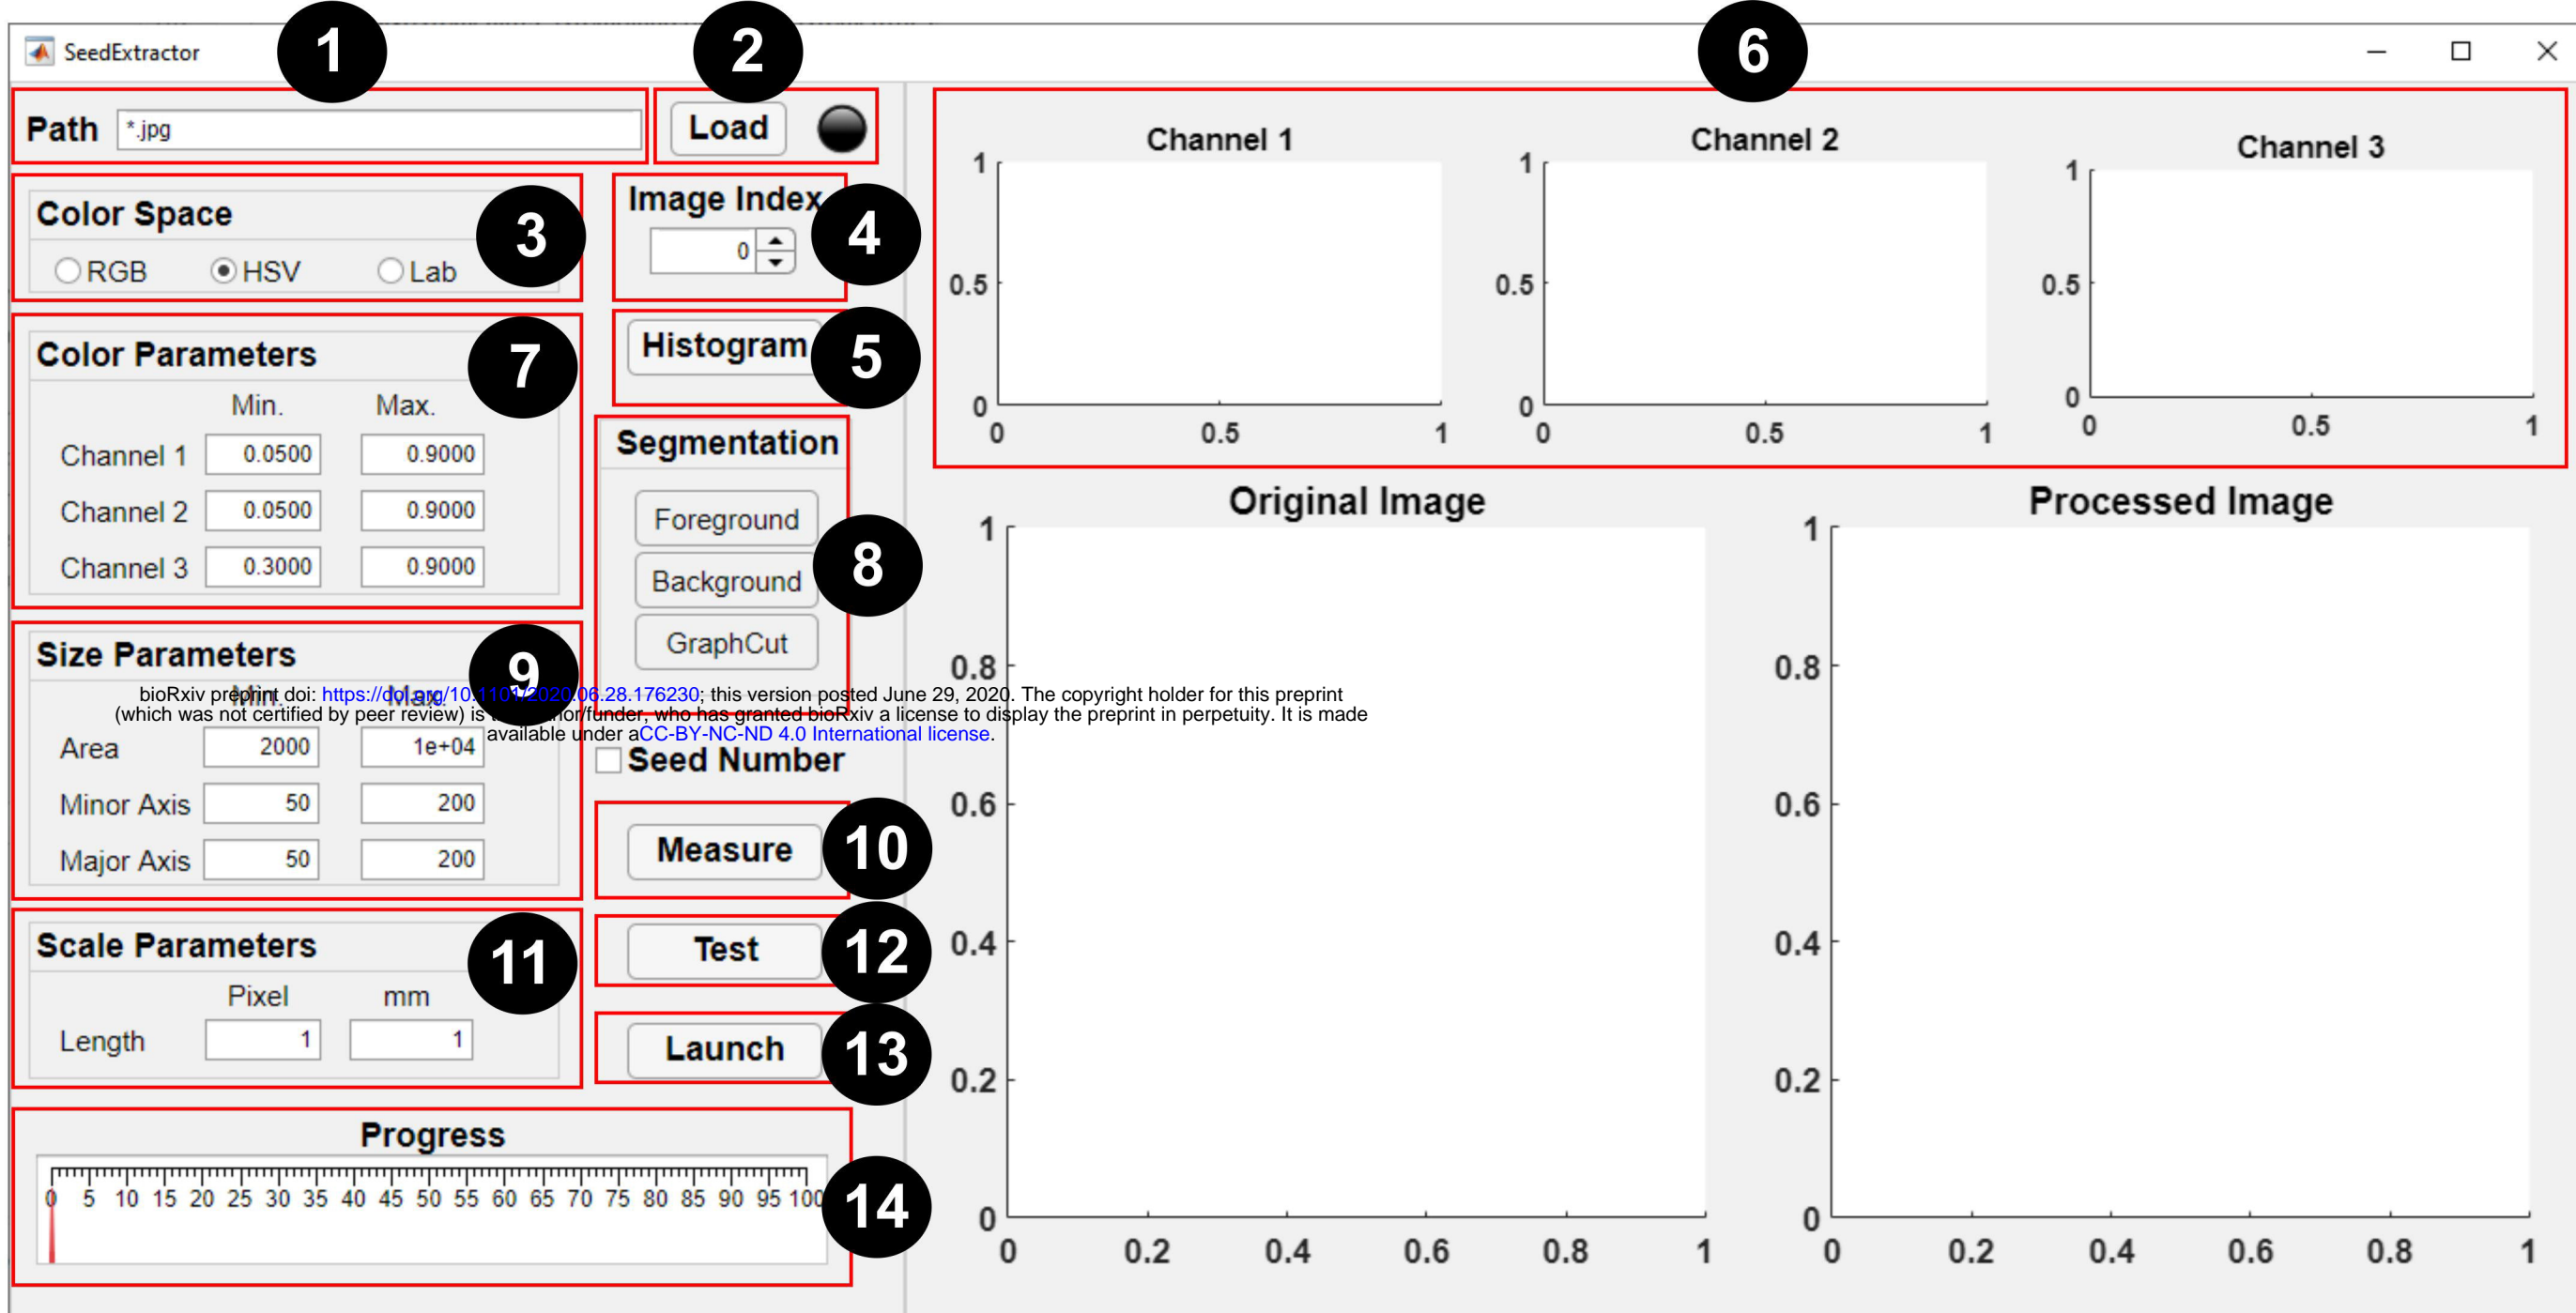 SeedExtractor
1
2
6
Path *.jpg
Load
Color Space
3
RGB HSV Lab
Image Index
0
4
Histogram
5
Channel 1
1
0.5
0
0 0.5 1
Channel 2
1
0.5
0
0 0.5 1
Channel 3
1
0.5
0
0 0.5 1
Color Parameters
7
Min. Max.
Channel 1 0.0500 0.9000
Channel 2 0.0500 0.9000
Channel 3 0.3000 0.9000
Segmentation
Foreground
Background
GraphCut
8
Size Parameters
9
Min. Max.
bioRxiv preprint doi: https://doi.org/10.1101/2020.06.28.176230; this version posted June 29, 2020. The copyright holder for this preprint
(which was not certified by peer review) is the author/funder, who has granted bioRxiv a license to display the preprint in perpetuity. It is made
available under aCC-BY-NC-ND 4.0 International license.
Area 2000 1e+04
Minor Axis 50 200
Major Axis 50 200
Seed Number
Measure
10
Scale Parameters
11
Pixel mm
Length 1 1
Test
12
Launch
13
Progress
0 5 10 15 20 25 30 35 40 45 50 55 60 65 70 75 80 85 90 95 100
14
Original Image
1
0.8
0.6
0.4
0.2
0
0 0.2 0.4 0.6 0.8 1
Processed Image
1
0.8
0.6
0.4
0.2
0
0 0.2 0.4 0.6 0.8 1